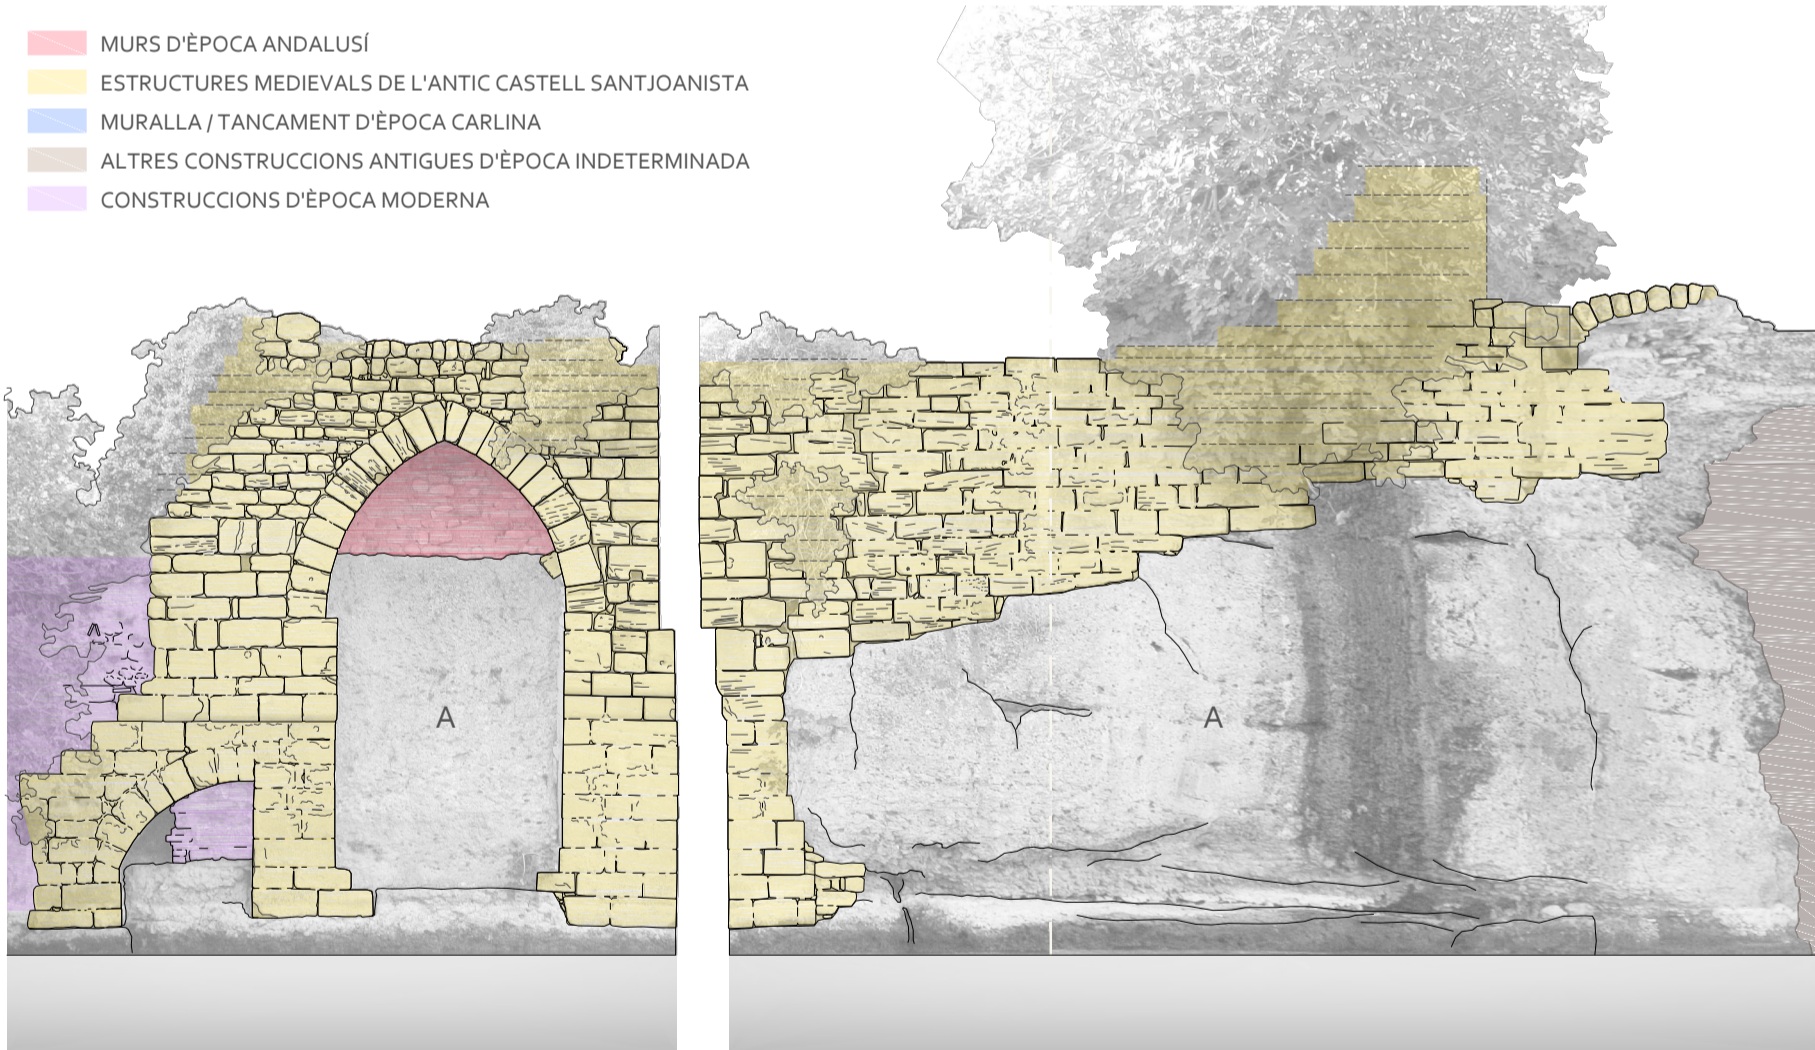 MURS D'ÈPOCA ANDALUSÍ
ESTRUCTURES MEDIEVALS DE L'ANTIC CASTELL SANTJOANISTA
MURALLA / TANCAMENT D'ÈPOCA CARLINA
ALTRES CONSTRUCCIONS ANTIGUES D'ÈPOCA INDETERMINADA
CONSTRUCCIONS D'ÈPOCA MODERNA
A
A